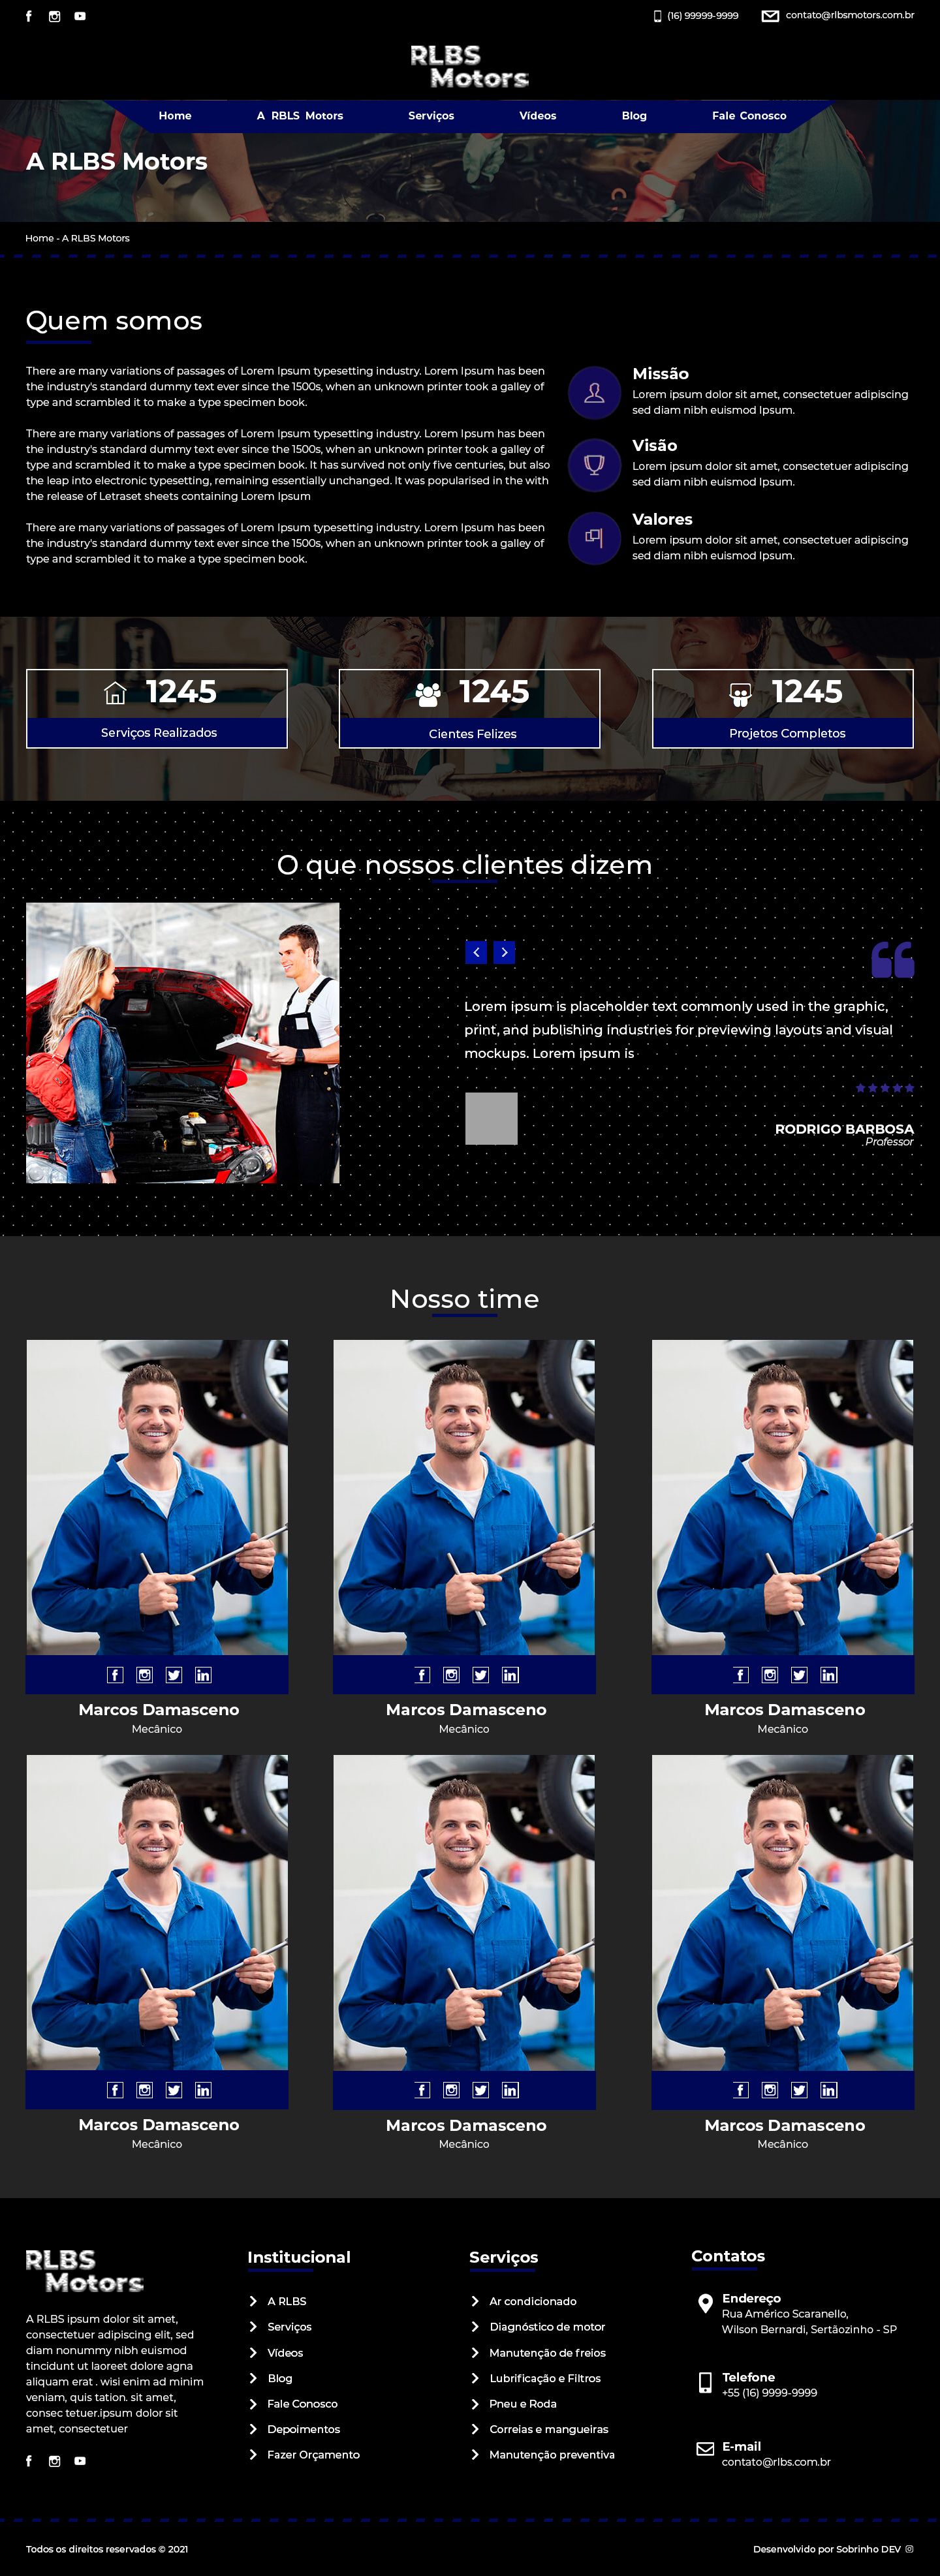 (16) 99999-9999
contato@rlbsmotors.com.br
RLBS
Motors
Home
A RBLS Motors
Serviços
Vídeos
Blog
Fale Conosco
A RLBS Motors
Home - A RLBS Motors
Quem somos
There are many variations of passages of Lorem Ipsum typesetting industry. Lorem Ipsum has been
the industry's standard dummy text ever since the 1500s, when an unknown printer took a galley of
type and scrambled it to make a type specimen book.
There are many variations of passages of Lorem Ipsum typesetting industry. Lorem Ipsum has been
the industry's standard dummy text ever since the 1500s, when an unknown printer took a galley of
type and scrambled it to make a type specimen book. It has survived not only five centuries, but also
the leap into electronic typesetting, remaining essentially unchanged. It was popularised in the with
the release of Letraset sheets containing Lorem Ipsum
There are many variations of passages of Lorem Ipsum typesetting industry. Lorem Ipsum has been
the industry's standard dummy text ever since the 1500s, when an unknown printer took a galley of
type and scrambled it to make a type specimen book.
Missão
Lorem ipsum dolor sit amet, consectetuer adipiscing
sed diam nibh euismod Ipsum.
Visão
Lorem ipsum dolor sit amet, consectetuer adipiscing
sed diam nibh euismod Ipsum.
Valores
Lorem ipsum dolor sit amet, consectetuer adipiscing
sed diam nibh euismod Ipsum.
1245
Serviços Realizados
1245
Cientes Felizes
1245
Projetos Completos
O que nossos clientes dizem
Lorem ipsum is placeholder text commonly used in the graphic,
print, and publishing industries for previewing layouts and visual
mockups. Lorem ipsum is
RODRIGO BARBOSA
Professor
Nosso time
Marcos Damasceno
Mecânico
Marcos Damasceno
Mecânico
Marcos Damasceno
Mecânico
Marcos Damasceno
Mecânico
Marcos Damasceno
Mecânico
Marcos Damasceno
Mecânico
RLBS
Motors
A RLBS ipsum dolor sit amet,
consectetuer adipiscing elit, sed
diam nonummy nibh euismod
tincidunt ut laoreet dolore agna
aliquam erat . wisi enim ad minim
veniam, quis tation. sit amet,
consec tetuer.ipsum dolor sit
amet, consectetuer
Institucional
A RLBS
Serviços
Vídeos
Blog
Fale Conosco
Depoimentos
Fazer Orçamento
Serviços
Ar condicionado
Diagnóstico de motor
Manutenção de freios
Lubrificação e Filtros
Pneu e Roda
Correias e mangueiras
Manutenção preventiva
Contatos
Endereço
Rua Américo Scaranello,
Wilson Bernardi, Sertãozinho - SP
Telefone
+55 (16) 9999-9999
E-mail
contato@rlbs.com.br
Todos os direitos reservados © 2021
Desenvolvido por Sobrinho DEV